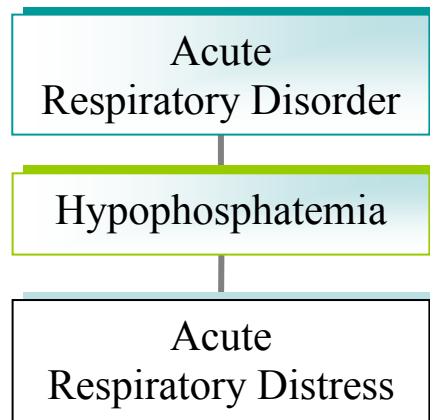 Acute
Respiratory Disorder
Hypophosphatemia
Acute
Respiratory Distress